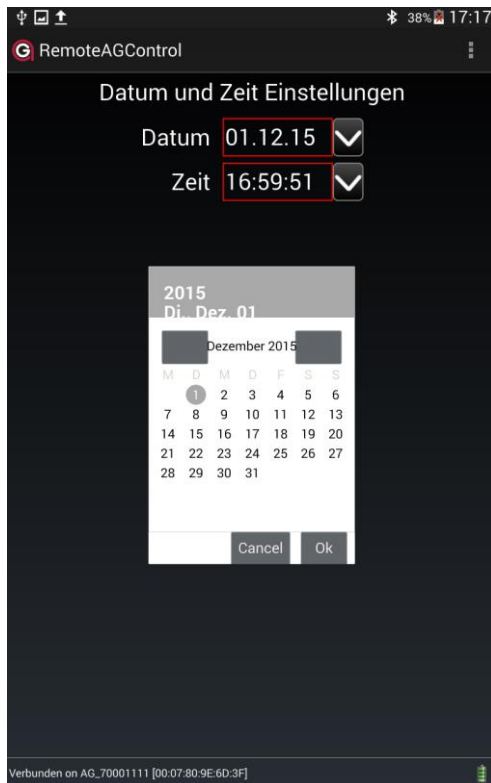 38% 17:17
RemoteAGControl
Datum und Zeit Einstellungen
Datum 01.12.15
Zeit 16:59:51
2015
Di., Dez. 01
Dezember 2015
M D M D F S S
1 2 3 4 5 6
7 8 9 10 11 12 13
14 15 16 17 18 19 20
21 22 23 24 25 26 27
28 29 30 31
Cancel Ok
Verbunden on AG_70001111 [00:07:80:9E:6D:3F]